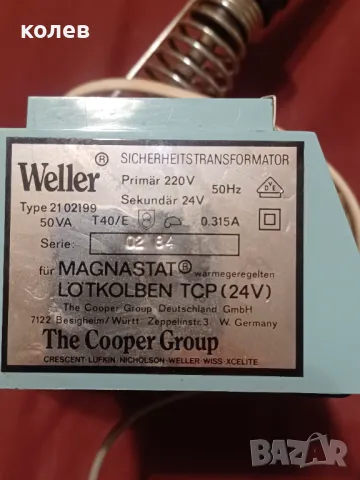 колев
Weller®
SICHERHEITSTRANSFORMATOR
Primär 220V
Sekundär 24V
50Hz
Type 2102199
50VA
T40/E
0.315A
Serie: 02 84
für MAGNASTAT® wärmegeregelten
LÖTKOLBEN TCP (24V)
The Cooper Group Deutschland GmbH
7122 Besigheim/Württ. Zeppelinstr. 3 W. Germany
The Cooper Group
CRESCENT·LUFKIN·NICHOLSON·WELLER·WISS·XCELITE
BAZAR